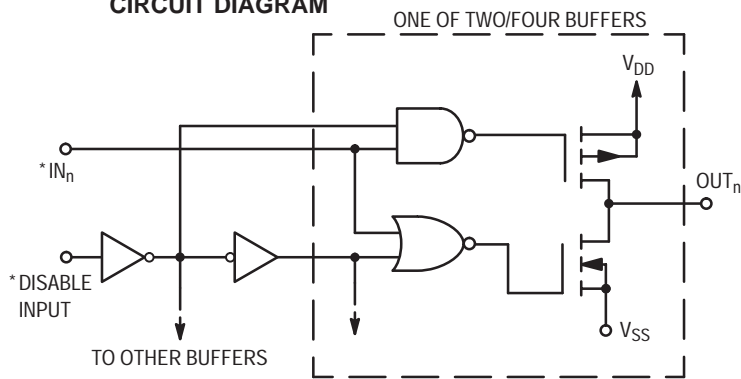 CIRCUIT DIAGRAM
ONE OF TWO/FOUR BUFFERS
VDD
*INn
OUTn
*DISABLE
INPUT
VSS
TO OTHER BUFFERS